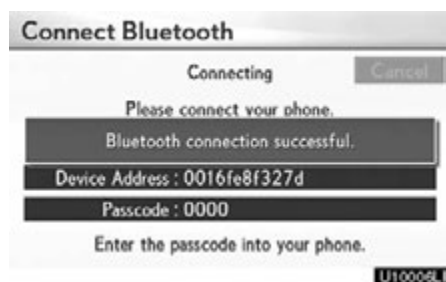 Connect Bluetooth
Connecting
Cancel
Please connect your phone.
Bluetooth connection successful.
Device Address : 0016fe8f327d
Passcode : 0000
Enter the passcode into your phone.